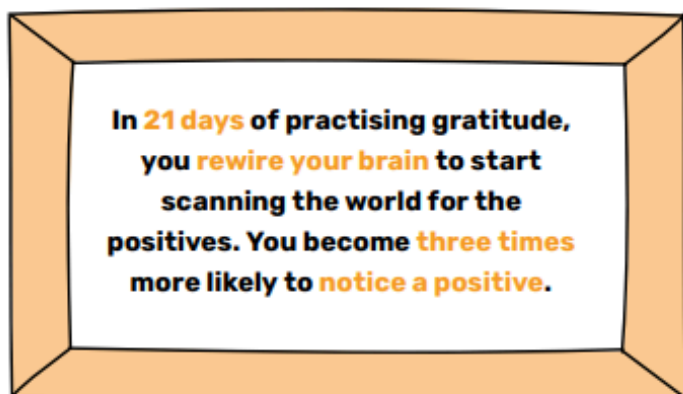 In 21 days of practising gratitude,
you rewire your brain to start
scanning the world for the
positives. You become three times
more likely to notice a positive.